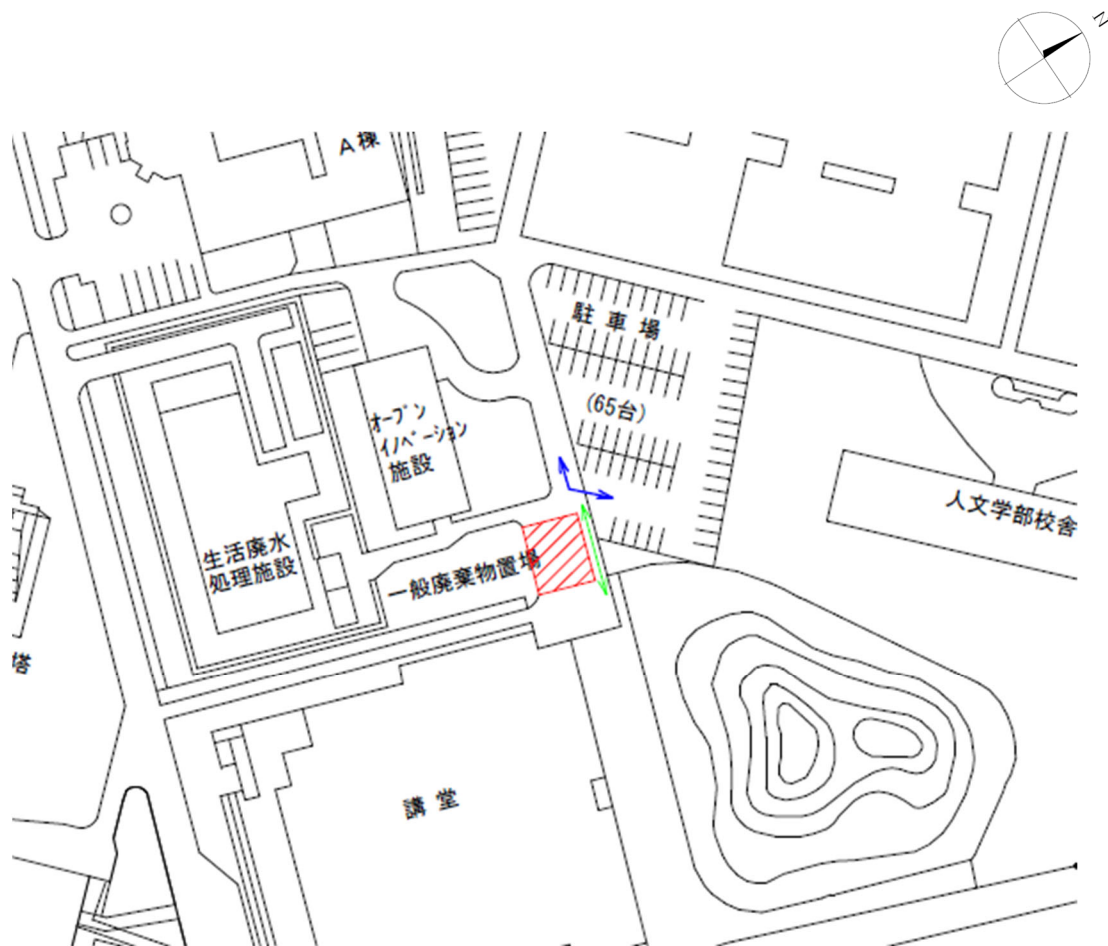 N
A棟
駐車場
(65台)
オープン
イノベーション
施設
人文学部校舎
生活廃水
処理施設
一般廃棄物置場
塔
講堂